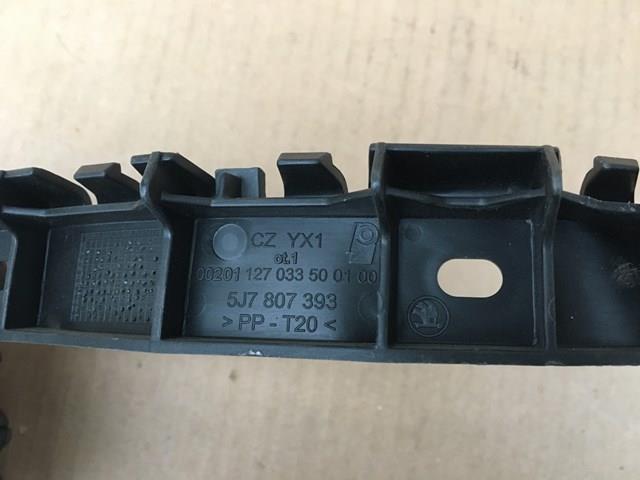 CZ YX1
ot.1
00201 127 033 50 01 00
5J7 807 393
> PP - T20 <